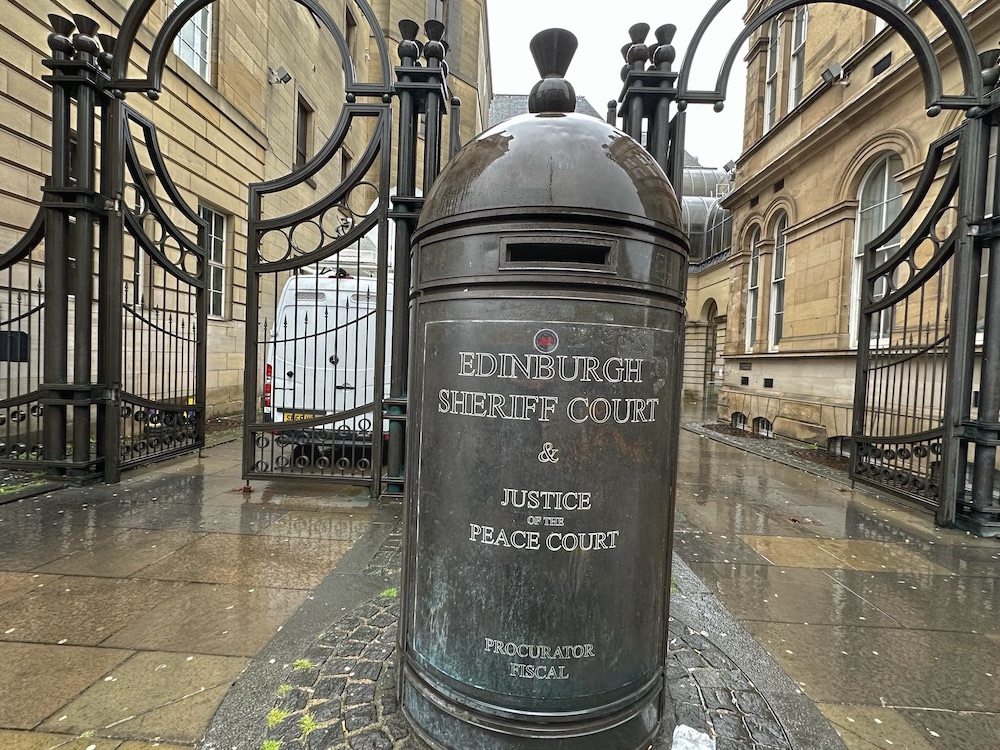 EDINBURGH
SHERIFF COURT
&
JUSTICE
OF THE
PEACE COURT
PROCURATOR
FISCAL